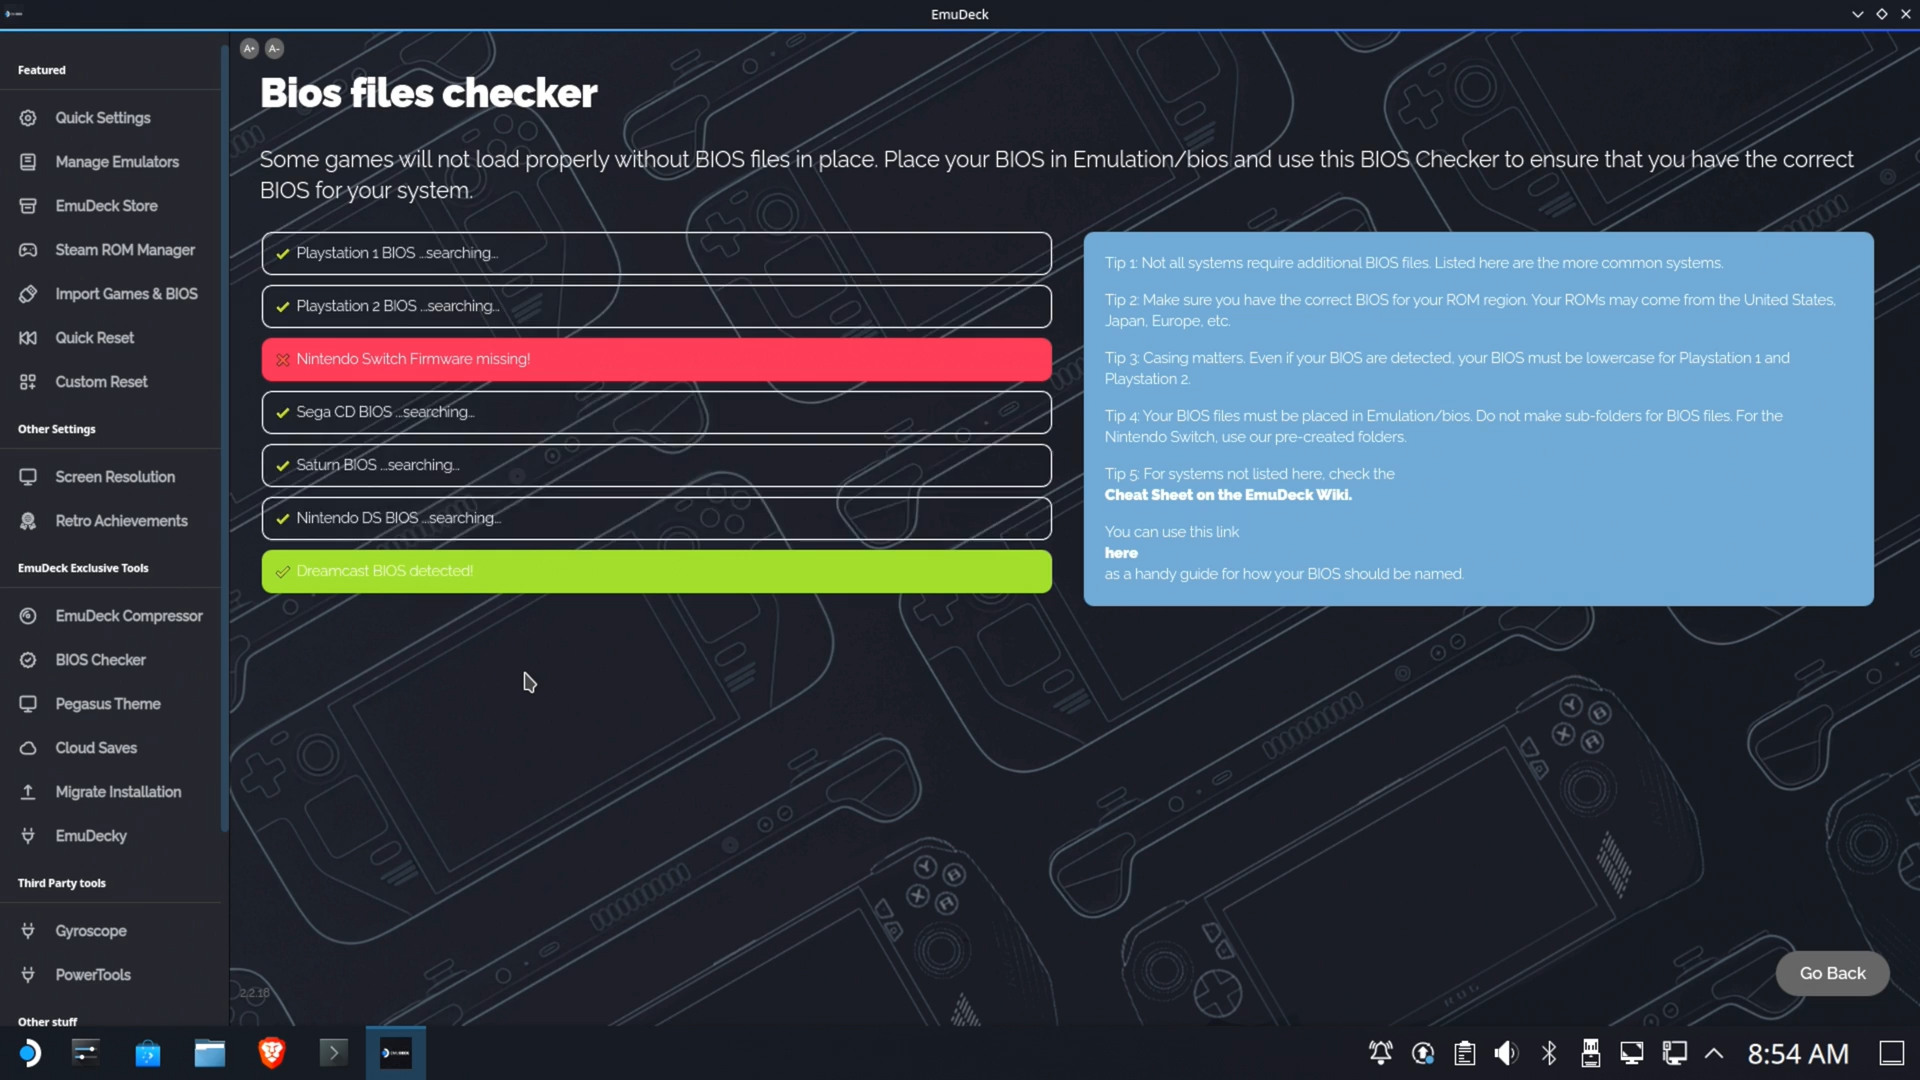 EmuDeck
Featured
Quick Settings
Manage Emulators
EmuDeck Store
Steam ROM Manager
Import Games & BIOS
Quick Reset
Custom Reset
Other Settings
Screen Resolution
Retro Achievements
EmuDeck Exclusive Tools
EmuDeck Compressor
BIOS Checker
Pegasus Theme
Cloud Saves
Migrate Installation
EmuDecky
Third Party tools
Gyroscope
PowerTools
Other stuff
A+ A-
Bios files checker
Some games will not load properly without BIOS files in place. Place your BIOS in Emulation/bios and use this BIOS Checker to ensure that you have the correct
BIOS for your system.
Playstation 1 BIOS ...searching...
Playstation 2 BIOS ...searching...
Nintendo Switch Firmware missing!
Sega CD BIOS ...searching...
Saturn BIOS ...searching...
Nintendo DS BIOS ...searching...
Dreamcast BIOS detected!
Tip 1: Not all systems require additional BIOS files. Listed here are the more common systems.
Tip 2: Make sure you have the correct BIOS for your ROM region. Your ROMs may come from the United States,
Japan, Europe, etc.
Tip 3: Casing matters. Even if your BIOS are detected, your BIOS must be lowercase for Playstation 1 and
Playstation 2.
Tip 4: Your BIOS files must be placed in Emulation/bios. Do not make sub-folders for BIOS files. For the
Nintendo Switch, use our pre-created folders.
Tip 5: For systems not listed here, check the
Cheat Sheet on the EmuDeck Wiki.
You can use this link
here
as a handy guide for how your BIOS should be named.
Go Back
2.2.18
8:54 AM